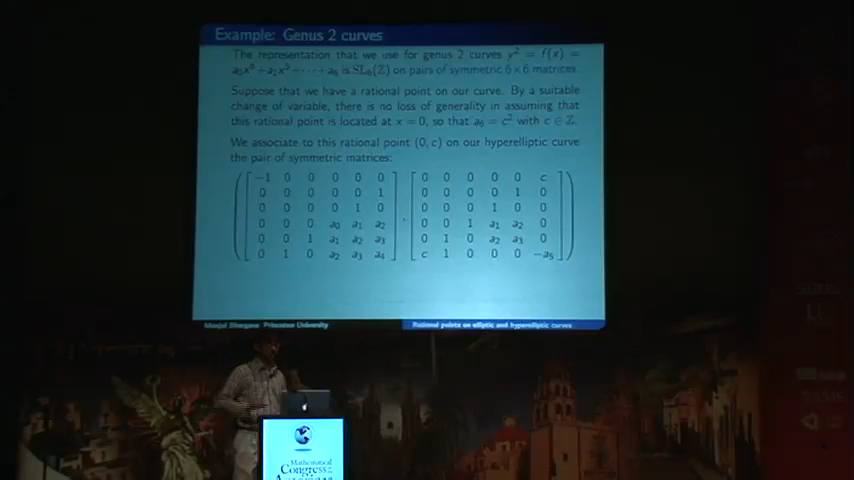 Example: Genus 2 curves
The representation that we use for genus 2 curves y² = f(x) =
a₀x⁶+a₁x⁵+···+a₆ is SL₆(ℤ) on pairs of symmetric 6×6 matrices.
Suppose that we have a rational point on our curve. By a suitable
change of variable, there is no loss of generality in assuming that
this rational point is located at x = 0, so that a₆ = c² with c ∈ ℤ.
We associate to this rational point (0, c) on our hyperelliptic curve
the pair of symmetric matrices:
-1 0 0 0 0 0 0 0 0 0 0 c
0 0 0 0 0 1 0 0 0 0 1 0
0 0 0 0 1 0 0 0 0 1 0 0
0 0 0 a₀ a₁ a₂ , 0 0 1 a₁ a₂ 0
0 0 1 a₁ a₂ a₃ 0 1 0 a₂ a₃ 0
0 1 0 a₂ a₃ a₄ c 1 0 0 0 -a₅
Manjul Bhargava Princeton University Rational points on elliptic and hyperelliptic curves
Mathematical
Congress